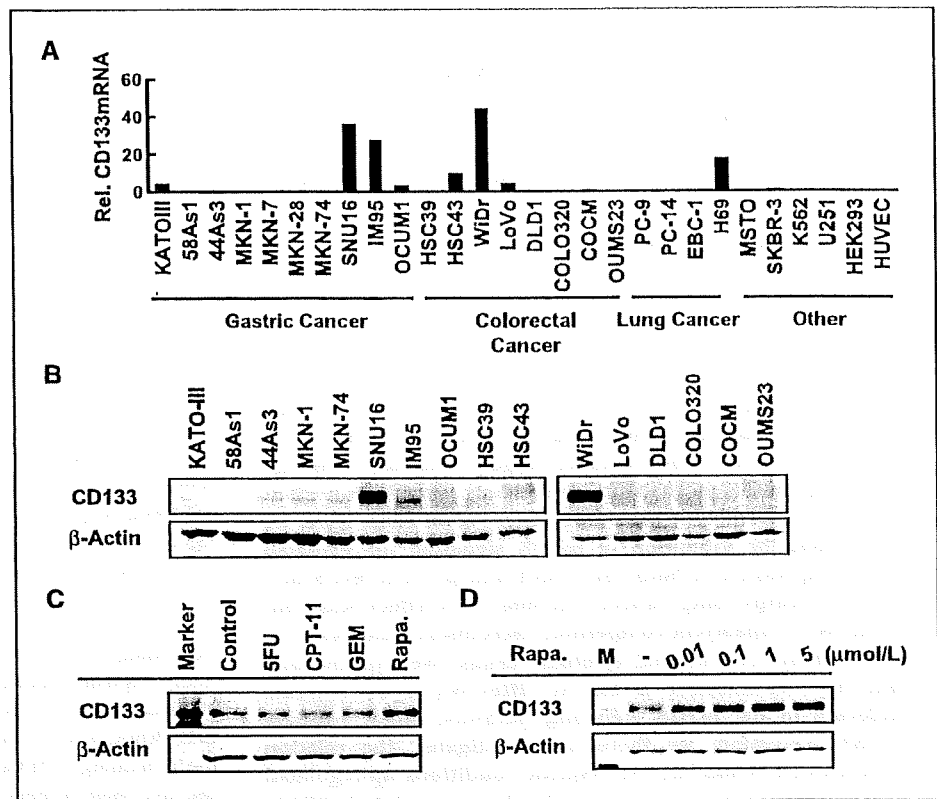 A
Rel. CD133mRNA
60
40
20
0
KATOIII
58As1
44As3
MKN-1
MKN-7
MKN-28
MKN-74
SNU16
IM95
OCUM1
HSC39
HSC43
WiDr
LoVo
DLD1
COLO320
COCM
OUMS23
PC-9
PC-14
EBC-1
H69
MSTO
SKBR-3
K562
U251
HEK293
HUVEC
Gastric Cancer
Colorectal
Cancer
Lung Cancer
Other
B
KATO-III
58As1
44As3
MKN-1
MKN-74
SNU16
IM95
OCUM1
HSC39
HSC43
WiDr
LoVo
DLD1
COLO320
COCM
OUMS23
CD133
β-Actin
C
Marker
Control
5FU
CPT-11
GEM
Rapa.
CD133
β-Actin
D
Rapa. M - 0.01 0.1 1 5 (μmol/L)
CD133
β-Actin